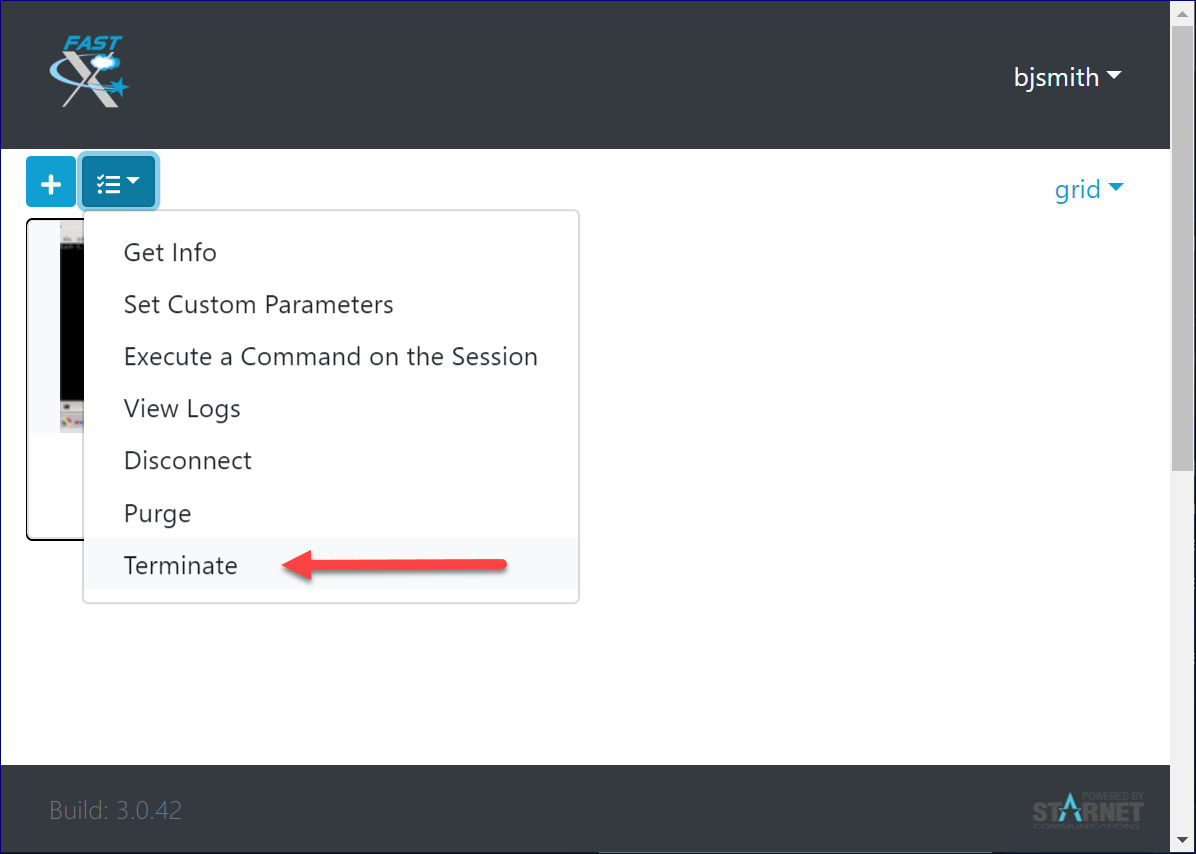 FAST
X
bjsmith
grid
Get Info
Set Custom Parameters
Execute a Command on the Session
View Logs
Disconnect
Purge
Terminate
Build: 3.0.42
POWERED BY
STARNET
COMMUNICATIONS